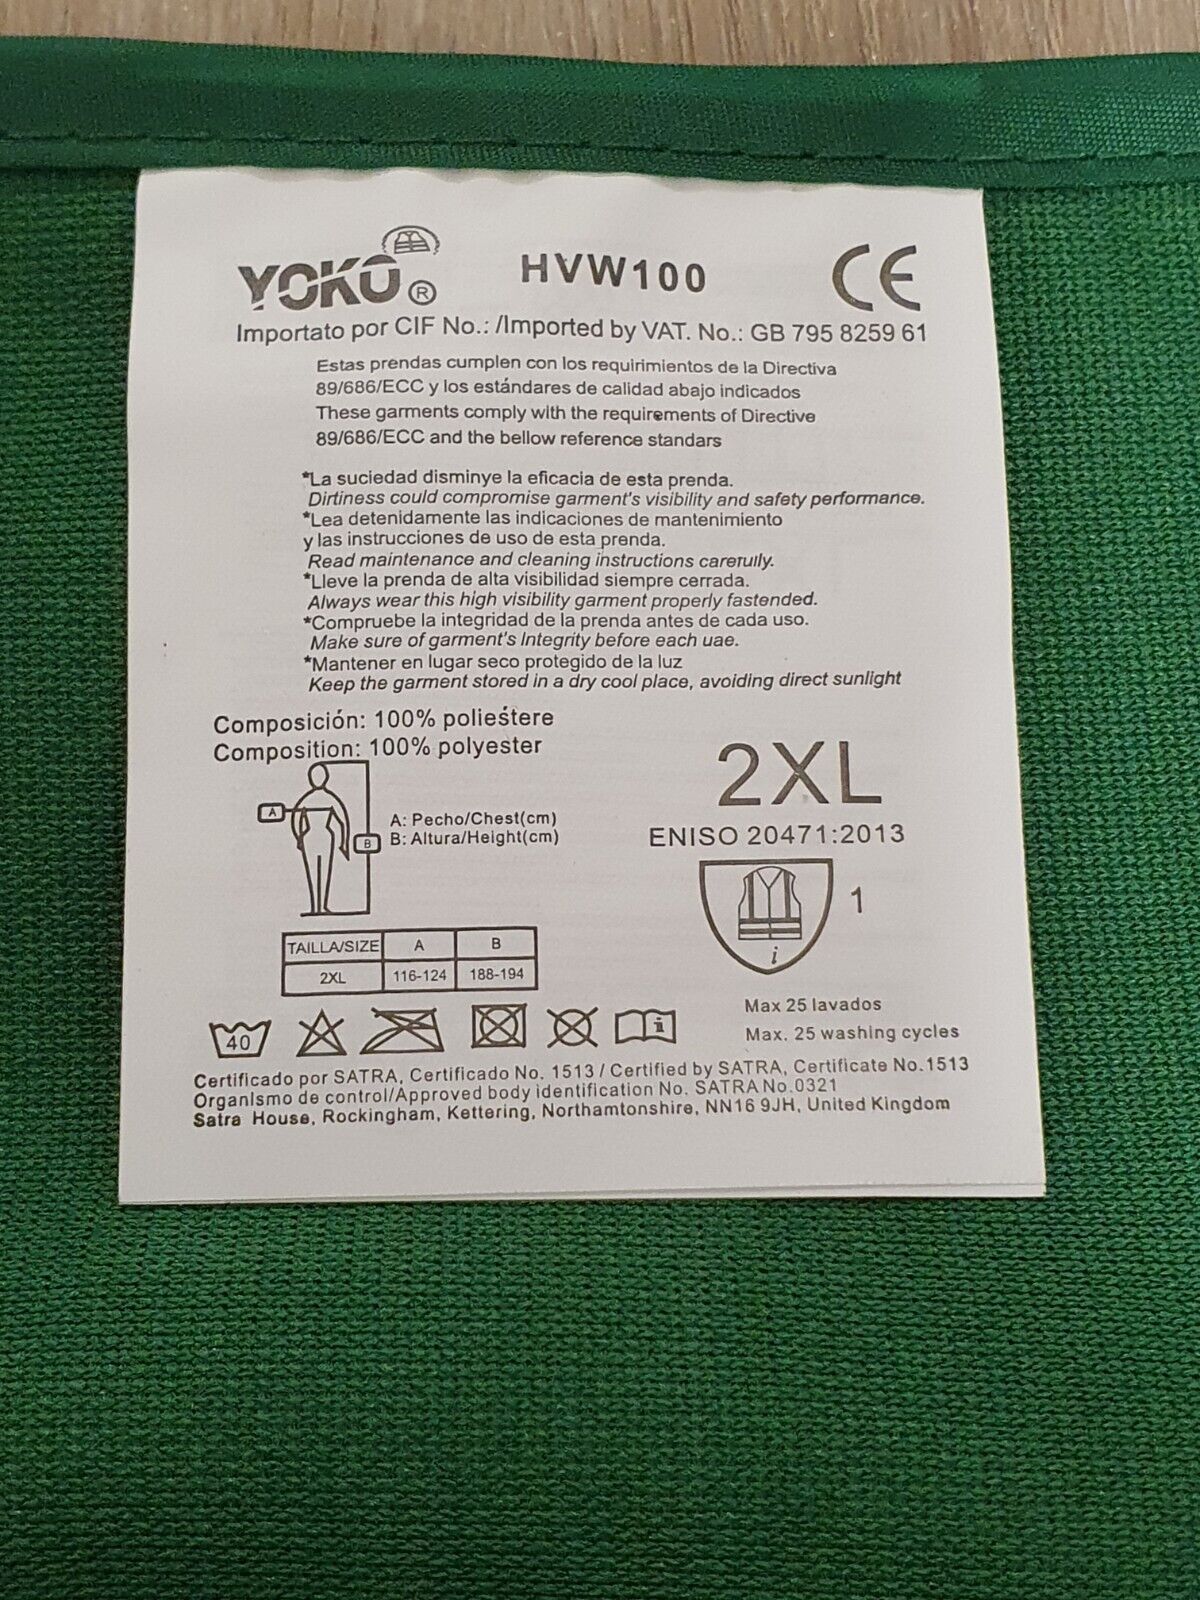 YOKO® HVW100 CE
Importato por CIF No.: /Imported by VAT. No.: GB 795 8259 61
Estas prendas cumplen con los requirimientos de la Directiva
89/686/ECC y los estándares de calidad abajo indicados
These garments comply with the requirements of Directive
89/686/ECC and the bellow reference standars
*La suciedad disminye la eficacia de esta prenda.
Dirtiness could compromise garment's visibility and safety performance.
*Lea detenidamente las indicaciones de mantenimiento
y las instrucciones de uso de esta prenda.
Read maintenance and cleaning instructions carefully.
*Lleve la prenda de alta visibilidad siempre cerrada.
Always wear this high visibility garment properly fastended.
*Compruebe la integridad de la prenda antes de cada uso.
Make sure of garment's Integrity before each uae.
*Mantener en lugar seco protegido de la luz
Keep the garment stored in a dry cool place, avoiding direct sunlight
Composición: 100% poliéstere
Composition: 100% polyester
A
B
A: Pecho/Chest(cm)
B: Altura/Height(cm)
2XL
ENISO 20471:2013
1
i
TAILLA/SIZE A B
2XL 116-124 188-194
Max 25 lavados
Max. 25 washing cycles
40
i
Certificado por SATRA, Certificado No. 1513 / Certified by SATRA, Certificate No.1513
Organlsmo de control/Approved body identification No. SATRA No.0321
Satra House, Rockingham, Kettering, Northamtonshire, NN16 9JH, United Kingdom